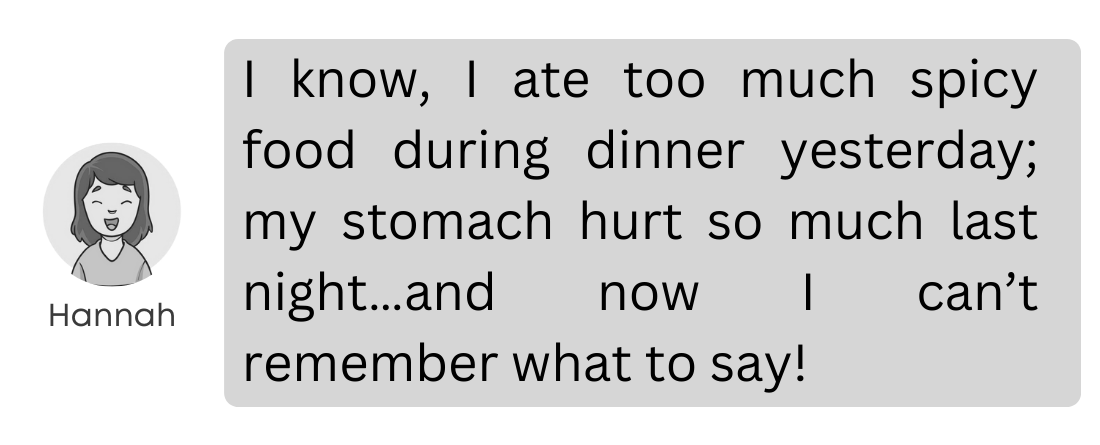 I know, I ate too much spicy
food during dinner yesterday;
my stomach hurt so much last
night...and now I can’t
remember what to say!
Hannah